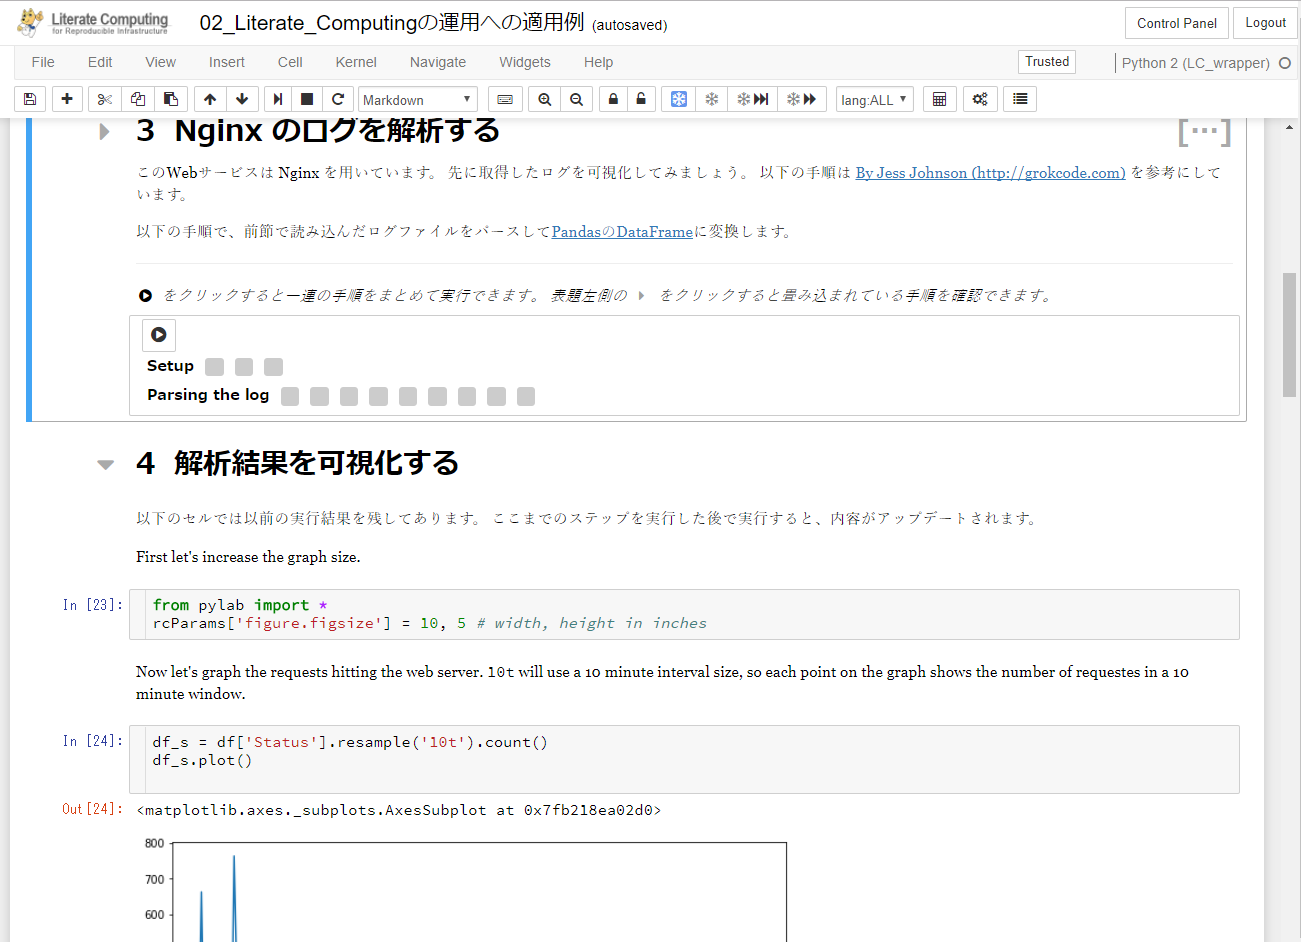 Literate Computing
for Reproducible Infrastructure
02_Literate_Computingの運用への適用例 (autosaved)
Control Panel
Logout
File Edit View Insert Cell Kernel Navigate Widgets Help
Trusted
Python 2 (LC_wrapper)
Markdown
lang:ALL
3 Nginx のログを解析する
[...]
このWebサービスは Nginx を用いています。 先に取得したログを可視化してみましょう。 以下の手順は By Jess Johnson (http://grokcode.com) を参考にして
います。
以下の手順で、前節で読み込んだログファイルをパースしてPandasのDataFrameに変換します。
をクリックすると一連の手順をまとめて実行できます。 表題左側の をクリックすると畳み込まれている手順を確認できます。
Setup
Parsing the log
4 解析結果を可視化する
以下のセルでは以前の実行結果を残してあります。 ここまでのステップを実行した後で実行すると、内容がアップデートされます。
First let's increase the graph size.
In [23]:
from pylab import *
rcParams['figure.figsize'] = 10, 5 # width, height in inches
Now let's graph the requests hitting the web server. 10t will use a 10 minute interval size, so each point on the graph shows the number of requestes in a 10
minute window.
In [24]:
df_s = df['Status'].resample('10t').count()
df_s.plot()
Out[24]: <matplotlib.axes._subplots.AxesSubplot at 0x7fb218ea02d0>
800
700
600